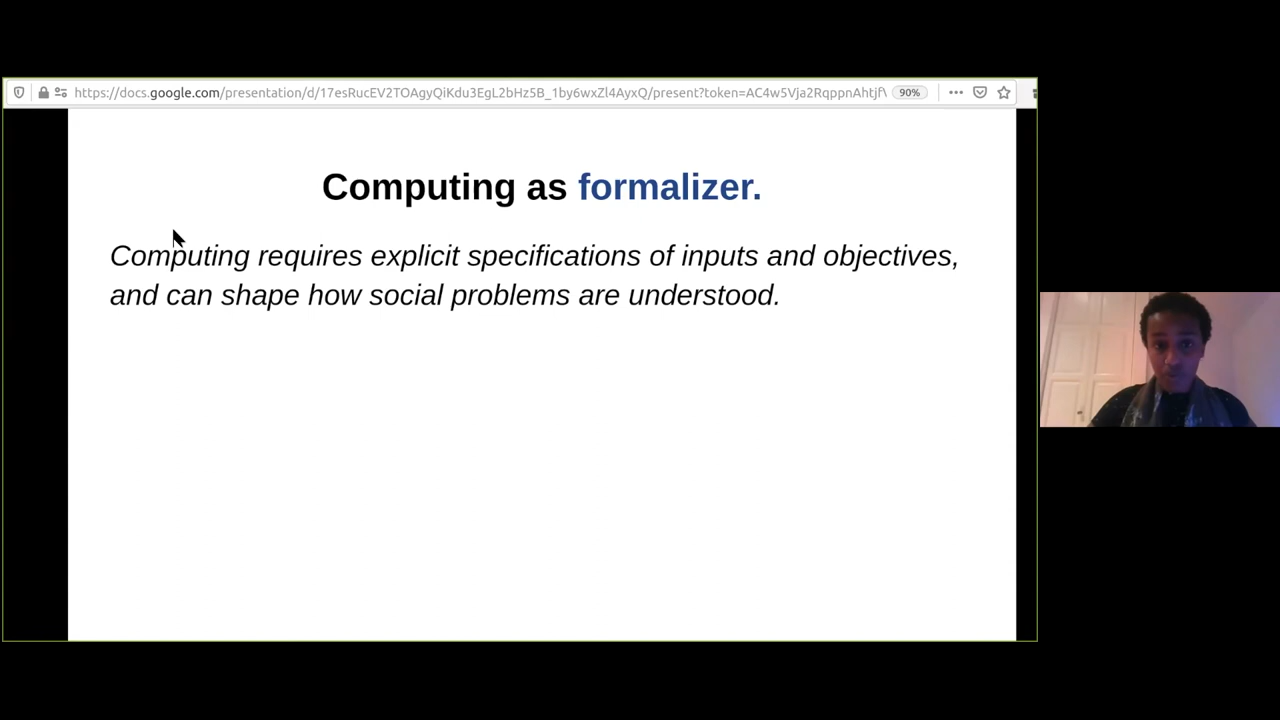 https://docs.google.com/presentation/d/17esRucEV2TOAgyQiKdu3EgL2bHz5B_1by6wxZl4AyxQ/present?token=AC4w5Vja2RqppnAhtjf\ 90%
Computing as formalizer.
Computing requires explicit specifications of inputs and objectives,
and can shape how social problems are understood.